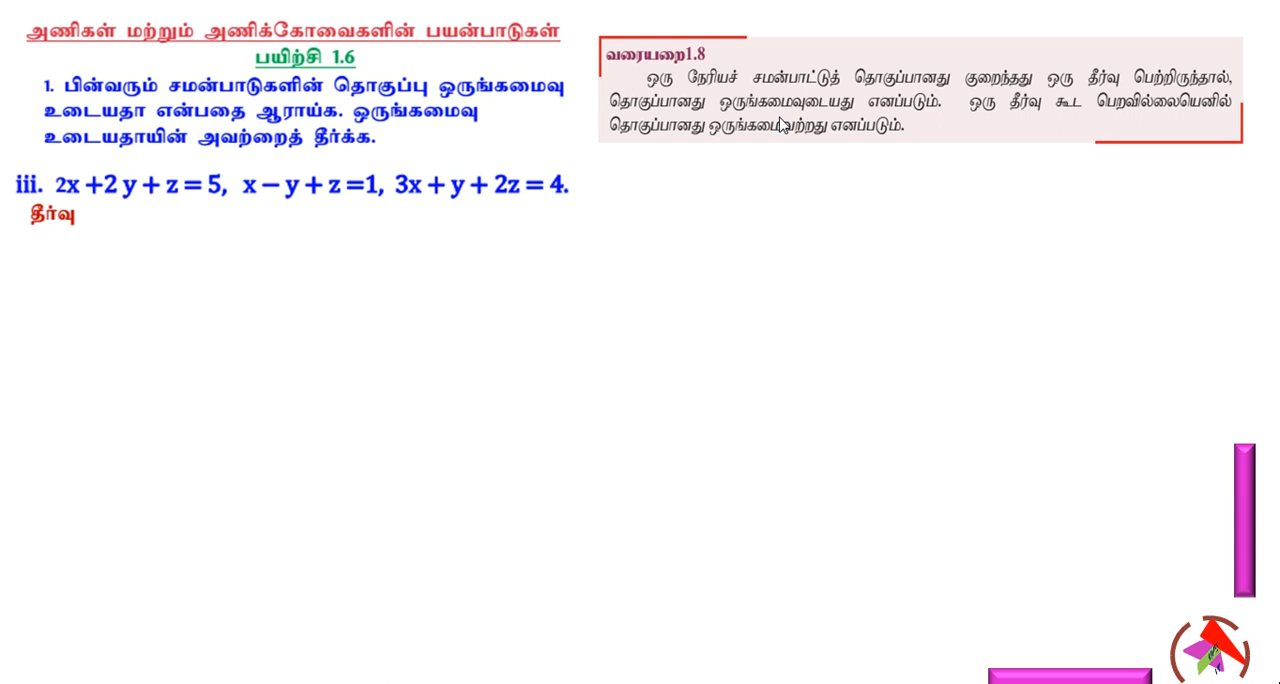 அணிகள் மற்றும் அணிக்கோவைகளின் பயன்பாடுகள்
பயிற்சி 1.6
1. பின்வரும் சமன்பாடுகளின் தொகுப்பு ஒருங்கமைவு
உடையதா என்பதை ஆராய்க. ஒருங்கமைவு
உடையதாயின் அவற்றைத் தீர்க்க.
iii. 2x +2 y + z = 5, x − y + z =1, 3x + y + 2z = 4.
தீர்வு
வரையறை1.8
ஒரு நேரியச் சமன்பாட்டுத் தொகுப்பானது குறைந்தது ஒரு தீர்வு பெற்றிருந்தால்,
தொகுப்பானது ஒருங்கமைவுடையது எனப்படும். ஒரு தீர்வு கூட பெறவில்லையெனில்
தொகுப்பானது ஒருங்கமைவற்றது எனப்படும்.